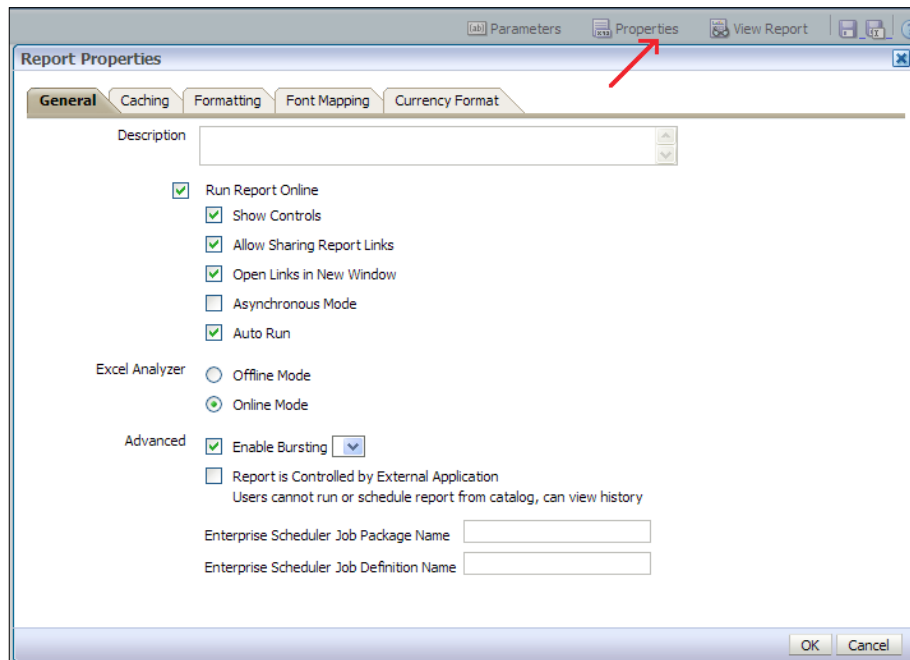 Parameters Properties View Report
Report Properties
General Caching Formatting Font Mapping Currency Format
Description
Run Report Online
Show Controls
Allow Sharing Report Links
Open Links in New Window
Asynchronous Mode
Auto Run
Excel Analyzer Offline Mode
Online Mode
Advanced Enable Bursting
Report is Controlled by External Application
Users cannot run or schedule report from catalog, can view history
Enterprise Scheduler Job Package Name
Enterprise Scheduler Job Definition Name
OK Cancel